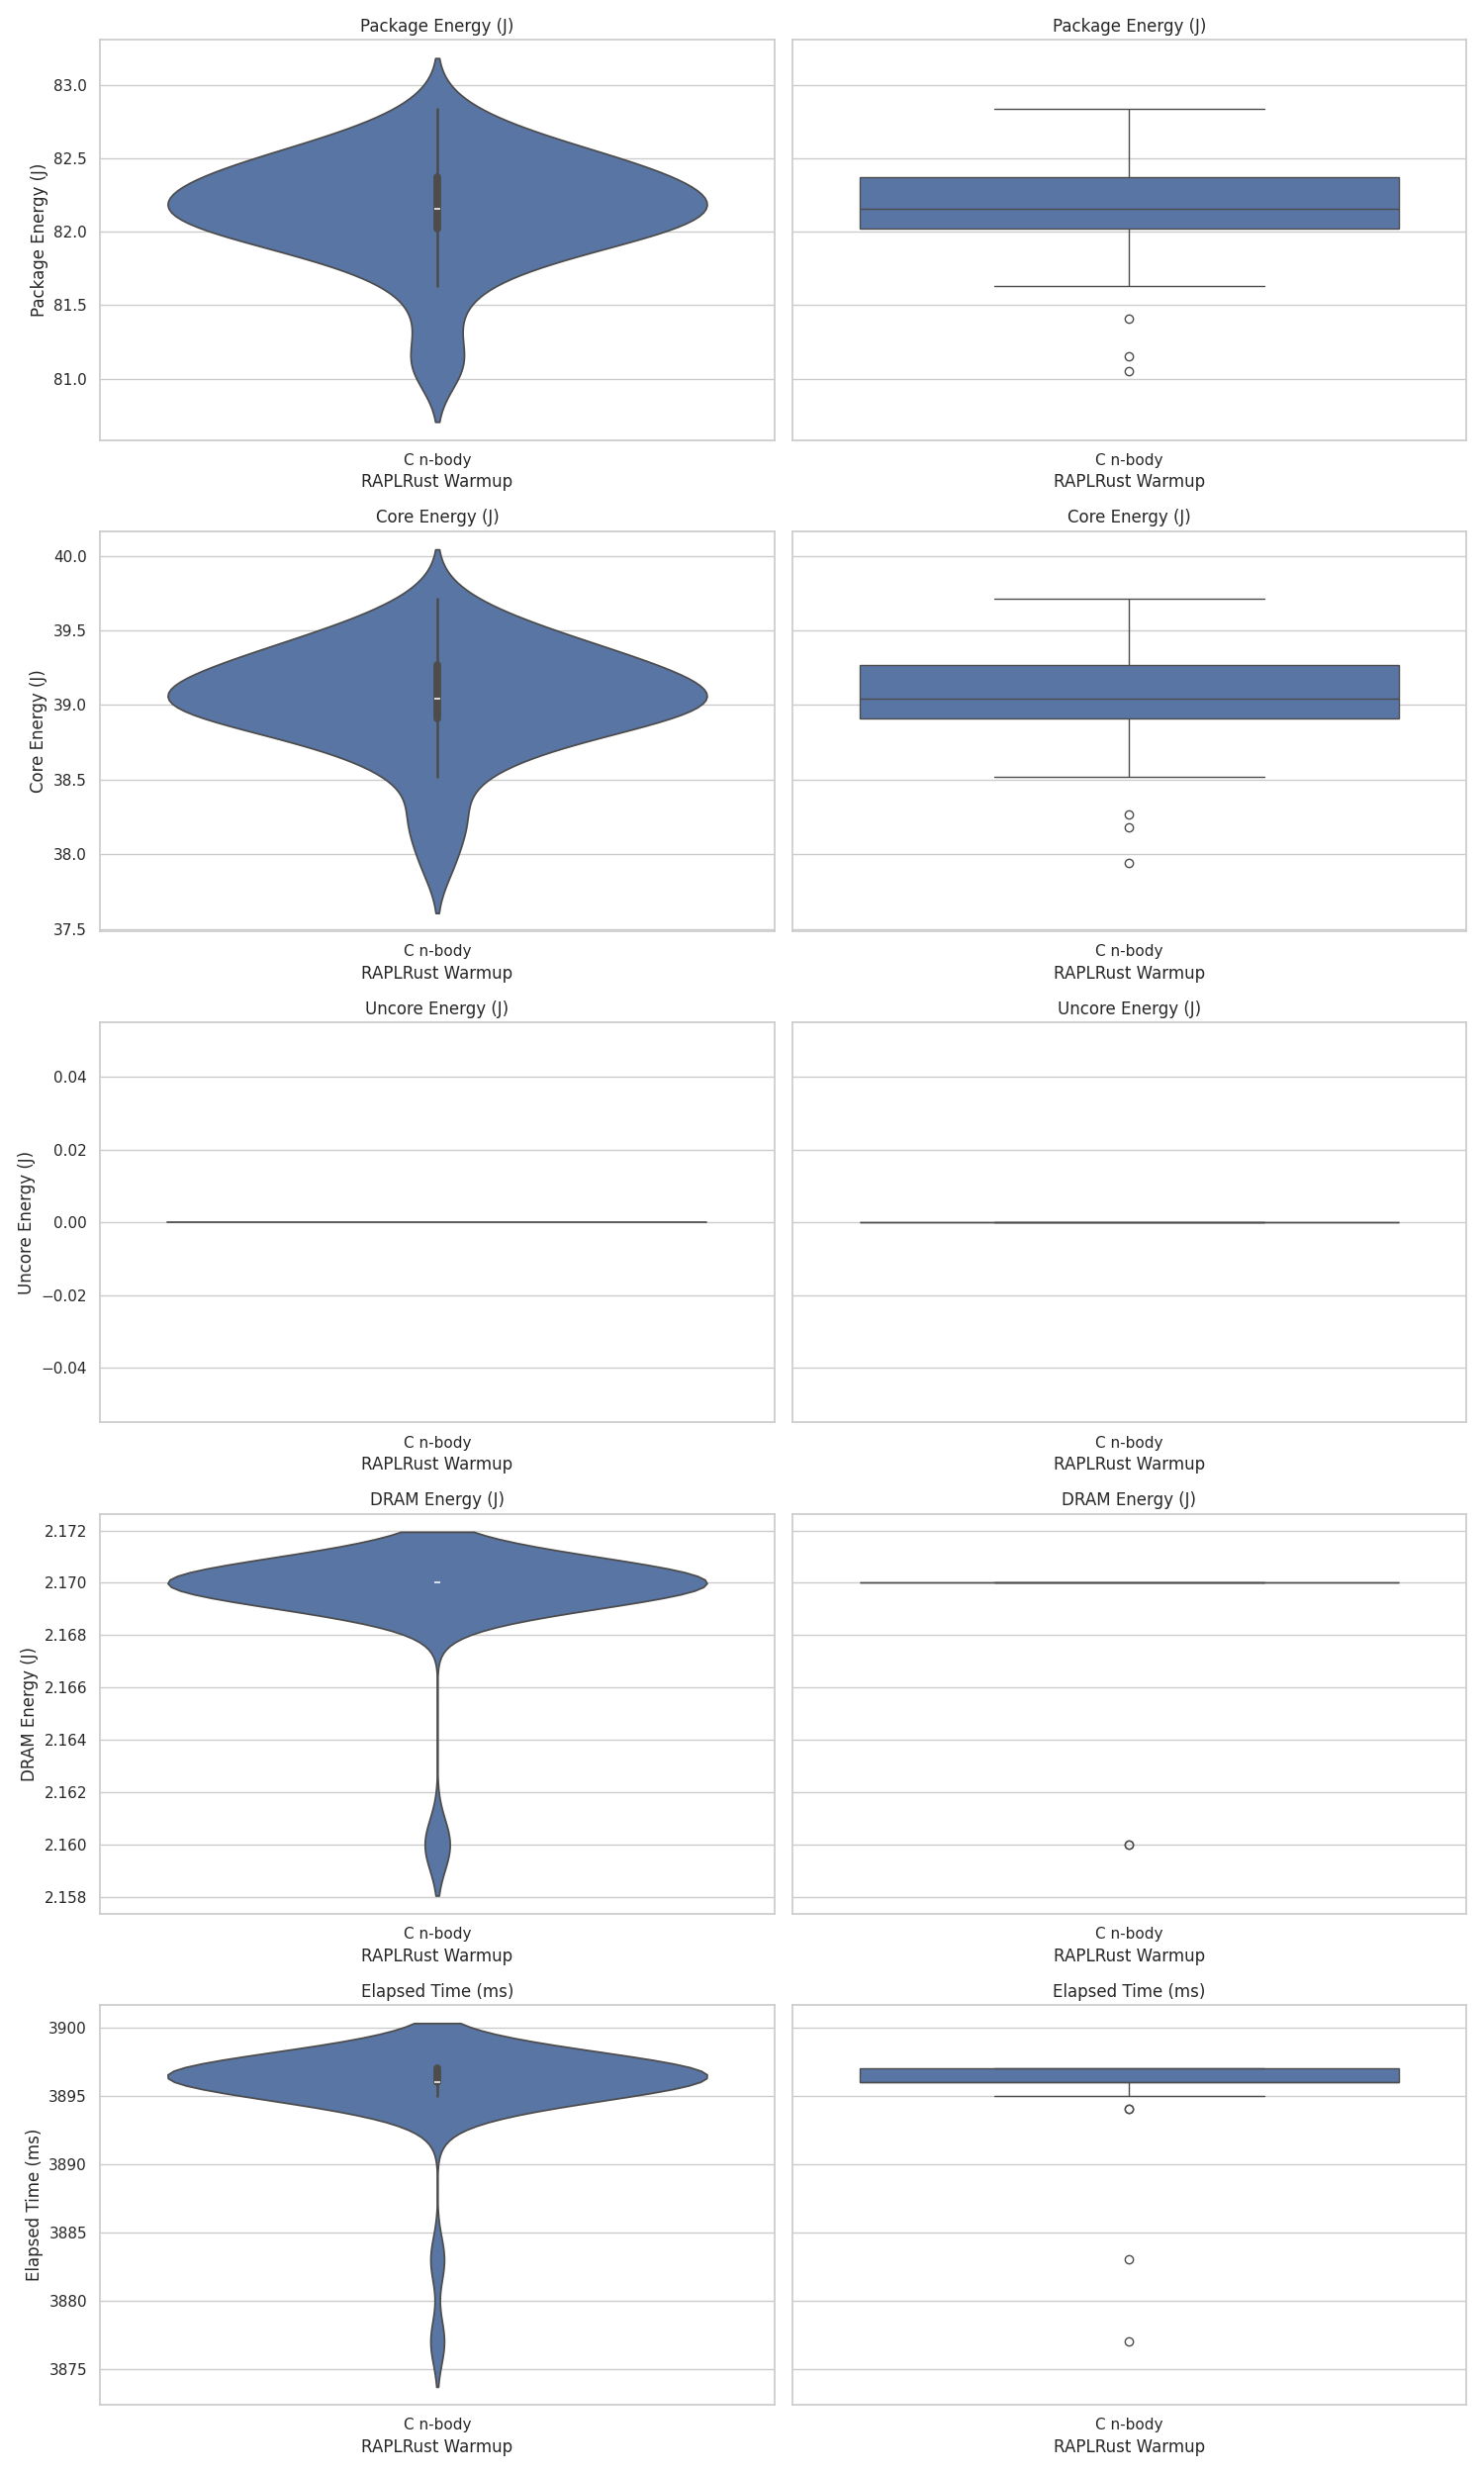 Package Energy (J)
Package Energy (J)
Package Energy (J)
83.0
82.5
82.0
81.5
81.0
C n-body
C n-body
RAPLRust Warmup
RAPLRust Warmup
Core Energy (J)
Core Energy (J)
Core Energy (J)
40.0
39.5
39.0
38.5
38.0
37.5
C n-body
C n-body
RAPLRust Warmup
RAPLRust Warmup
Uncore Energy (J)
Uncore Energy (J)
Uncore Energy (J)
0.04
0.02
0.00
−0.02
−0.04
C n-body
C n-body
RAPLRust Warmup
RAPLRust Warmup
DRAM Energy (J)
DRAM Energy (J)
DRAM Energy (J)
2.172
2.170
2.168
2.166
2.164
2.162
2.160
2.158
C n-body
C n-body
RAPLRust Warmup
RAPLRust Warmup
Elapsed Time (ms)
Elapsed Time (ms)
Elapsed Time (ms)
3900
3895
3890
3885
3880
3875
C n-body
C n-body
RAPLRust Warmup
RAPLRust Warmup